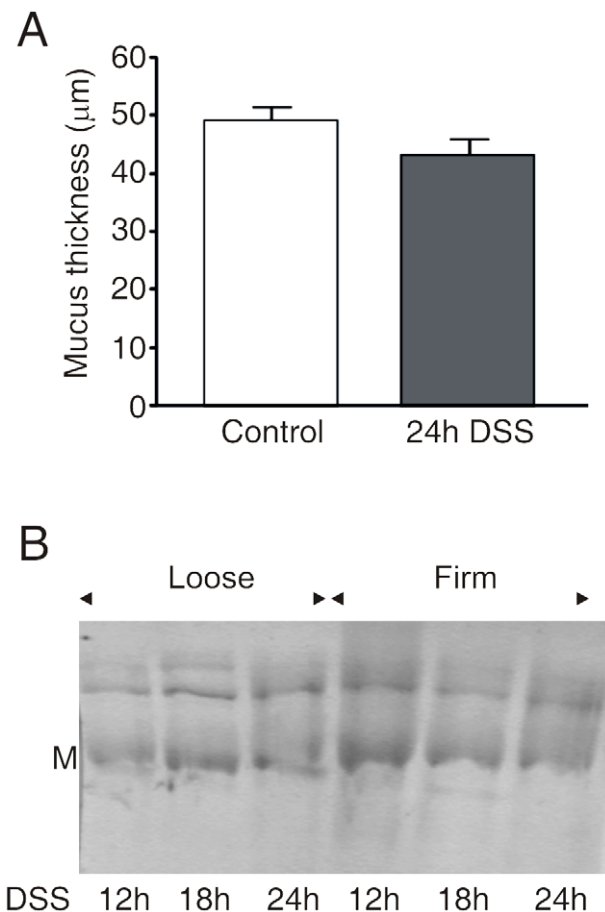 A
Mucus thickness (μm)
60
50
40
30
20
10
0
Control 24h DSS
B
Loose Firm
M
DSS 12h 18h 24h 12h 18h 24h